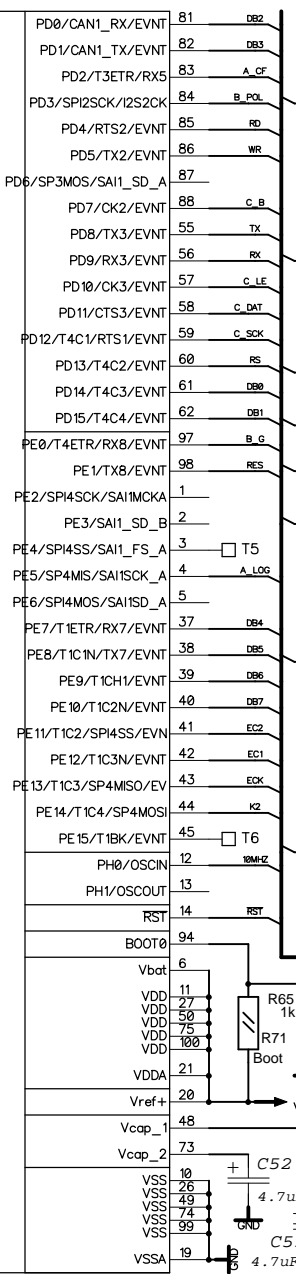 PD0/CAN1_RX/EVNT 81 DB2
PD1/CAN1_TX/EVNT 82 DB3
PD2/T3ETR/RX5 83 A_CF
PD3/SPI2SCK/I2S2CK 84 B_POL
PD4/RTS2/EVNT 85 RD
PD5/TX2/EVNT 86 WR
PD6/SP3MOS/SAI1_SD_A 87
PD7/CK2/EVNT 88 C_B
PD8/TX3/EVNT 55 TX
PD9/RX3/EVNT 56 RX
PD10/CK3/EVNT 57 C_LE
PD11/CTS3/EVNT 58 C_DAT
PD12/T4C1/RTS1/EVNT 59 C_SCK
PD13/T4C2/EVNT 60 RS
PD14/T4C3/EVNT 61 DB0
PD15/T4C4/EVNT 62 DB1
PE0/T4ETR/RX8/EVNT 97 B_G
PE1/TX8/EVNT 98 RES
PE2/SPI4SCK/SAI1MCKA 1
PE3/SAI1_SD_B 2
PE4/SPI4SS/SAI1_FS_A 3 T5
PE5/SP4MIS/SAI1SCK_A 4 A_LOG
PE6/SPI4MOS/SAI1SD_A 5
PE7/T1ETR/RX7/EVNT 37 DB4
PE8/T1C1N/TX7/EVNT 38 DB5
PE9/T1CH1/EVNT 39 DB6
PE10/T1C2N/EVNT 40 DB7
PE11/T1C2/SPI4SS/EVN 41 EC2
PE12/T1C3N/EVNT 42 EC1
PE13/T1C3/SP4MISO/EV 43 ECK
PE14/T1C4/SP4MOSI 44 K2
PE15/T1BK/EVNT 45 T6
PH0/OSCIN 12 10MHZ
PH1/OSCOUT 13
RST 14 RST
BOOT0 94
Vbat 6
VDD 11
VDD 27
VDD 50
VDD 75
VDD 100
R65
1k
R71
Boot
VDDA 21
Vref+ 20
Vcap_1 48
Vcap_2 73
+ C52
4.7u
GND
VSS 10
VSS 26
VSS 49
VSS 74
VSS 99
VSSA 19
GND
4.7uF